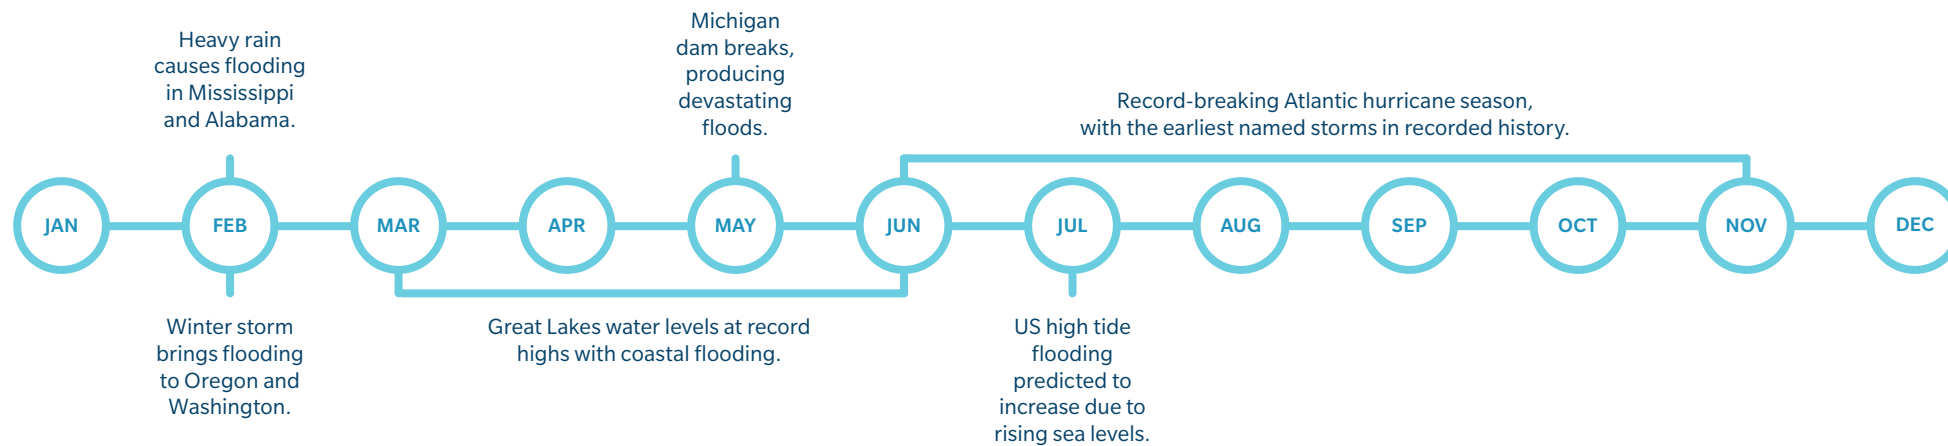 Heavy rain
causes flooding
in Mississippi
and Alabama.
Michigan
dam breaks,
producing
devastating
floods.
Record-breaking Atlantic hurricane season,
with the earliest named storms in recorded history.
JAN
FEB
MAR
APR
MAY
JUN
JUL
AUG
SEP
OCT
NOV
DEC
Winter storm
brings flooding
to Oregon and
Washington.
Great Lakes water levels at record
highs with coastal flooding.
US high tide
flooding
predicted to
increase due to
rising sea levels.